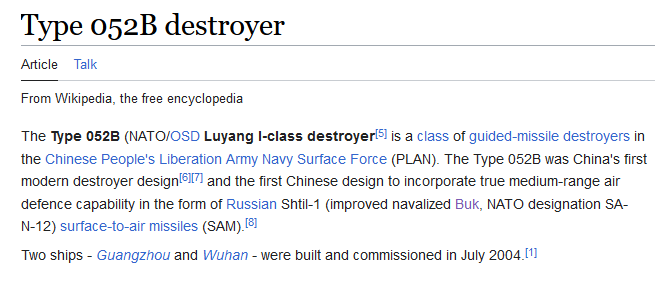 Type 052B destroyer
Article Talk
From Wikipedia, the free encyclopedia
The Type 052B (NATO/OSD Luyang I-class destroyer[5] is a class of guided-missile destroyers in
the Chinese People's Liberation Army Navy Surface Force (PLAN). The Type 052B was China's first
modern destroyer design[6][7] and the first Chinese design to incorporate true medium-range air
defence capability in the form of Russian Shtil-1 (improved navalized Buk, NATO designation SA-
N-12) surface-to-air missiles (SAM).[8]
Two ships - Guangzhou and Wuhan - were built and commissioned in July 2004.[1]